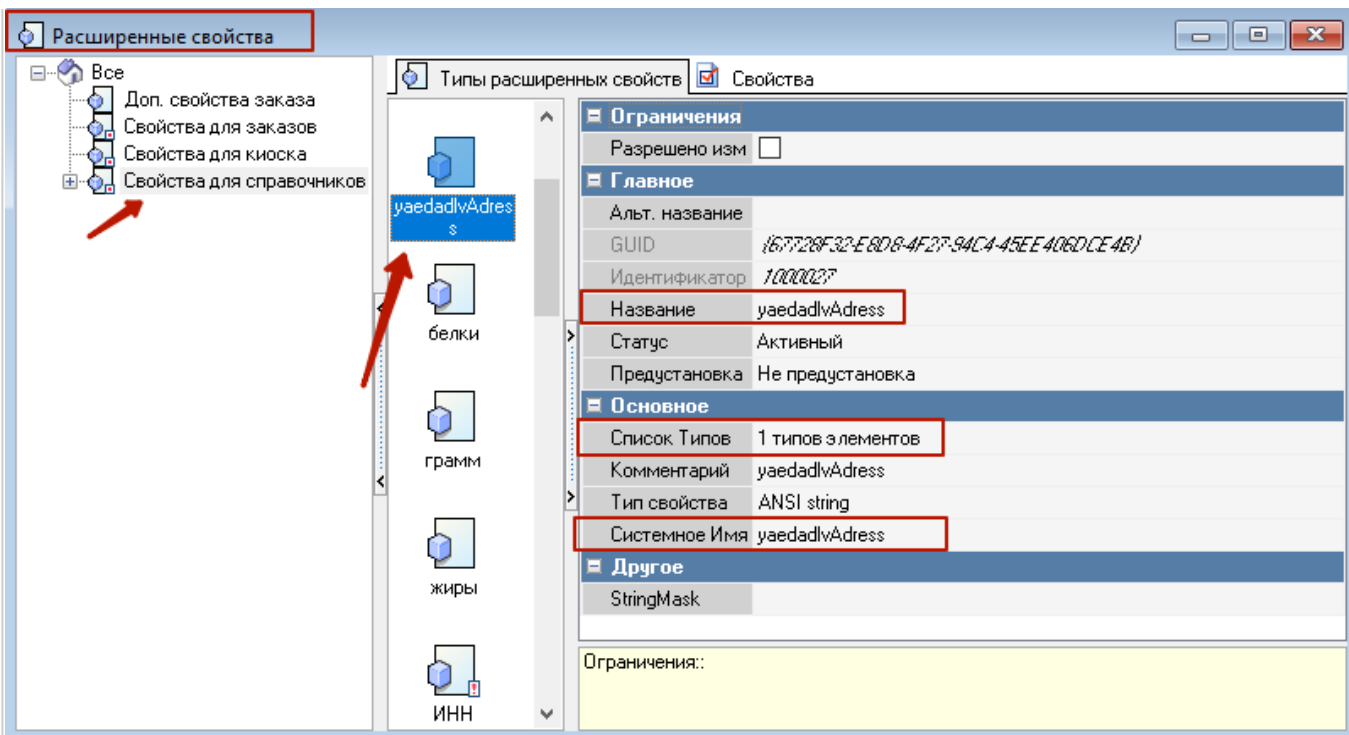 Расширенные свойства
Все
Доп. свойства заказа
Свойства для заказов
Свойства для киоска
Свойства для справочников
Типы расширенных свойств
Свойства
yaedadlvAdres
s
белки
грамм
жиры
ИНН
Ограничения
Разрешено изм
Главное
Альт. название
GUID {67728F32-E8D8-4F27-94C4-45EE406DCE4B}
Идентификатор 1000027
Название yaedadlvAdress
Статус Активный
Предустановка Не предустановка
Основное
Список Типов 1 типов элементов
Комментарий yaedadlvAdress
Тип свойства ANSI string
Системное Имя yaedadlvAdress
Другое
StringMask
Ограничения::